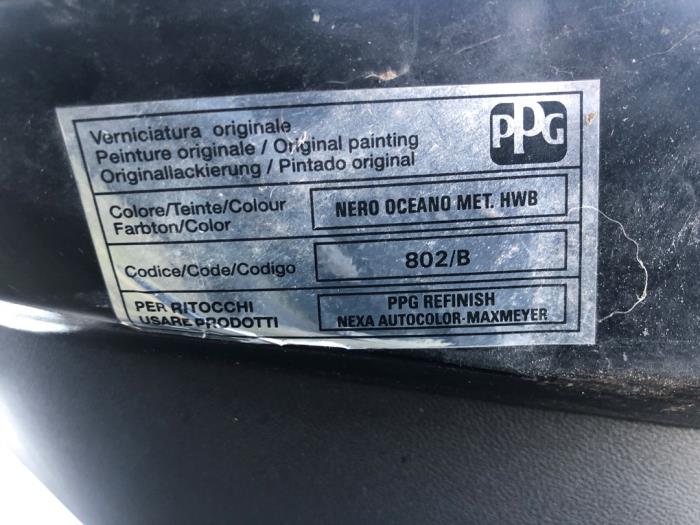 Verniciatura originale
Peinture originale / Original painting
Originallackierung / Pintado original
PPG
Colore/Teinte/Colour
Farbton/Color
NERO OCEANO MET. HWB
Codice/Code/Codigo
802/B
PER RITOCCHI
USARE PRODOTTI
PPG REFINISH
NEXA AUTOCOLOR-MAXMEYER